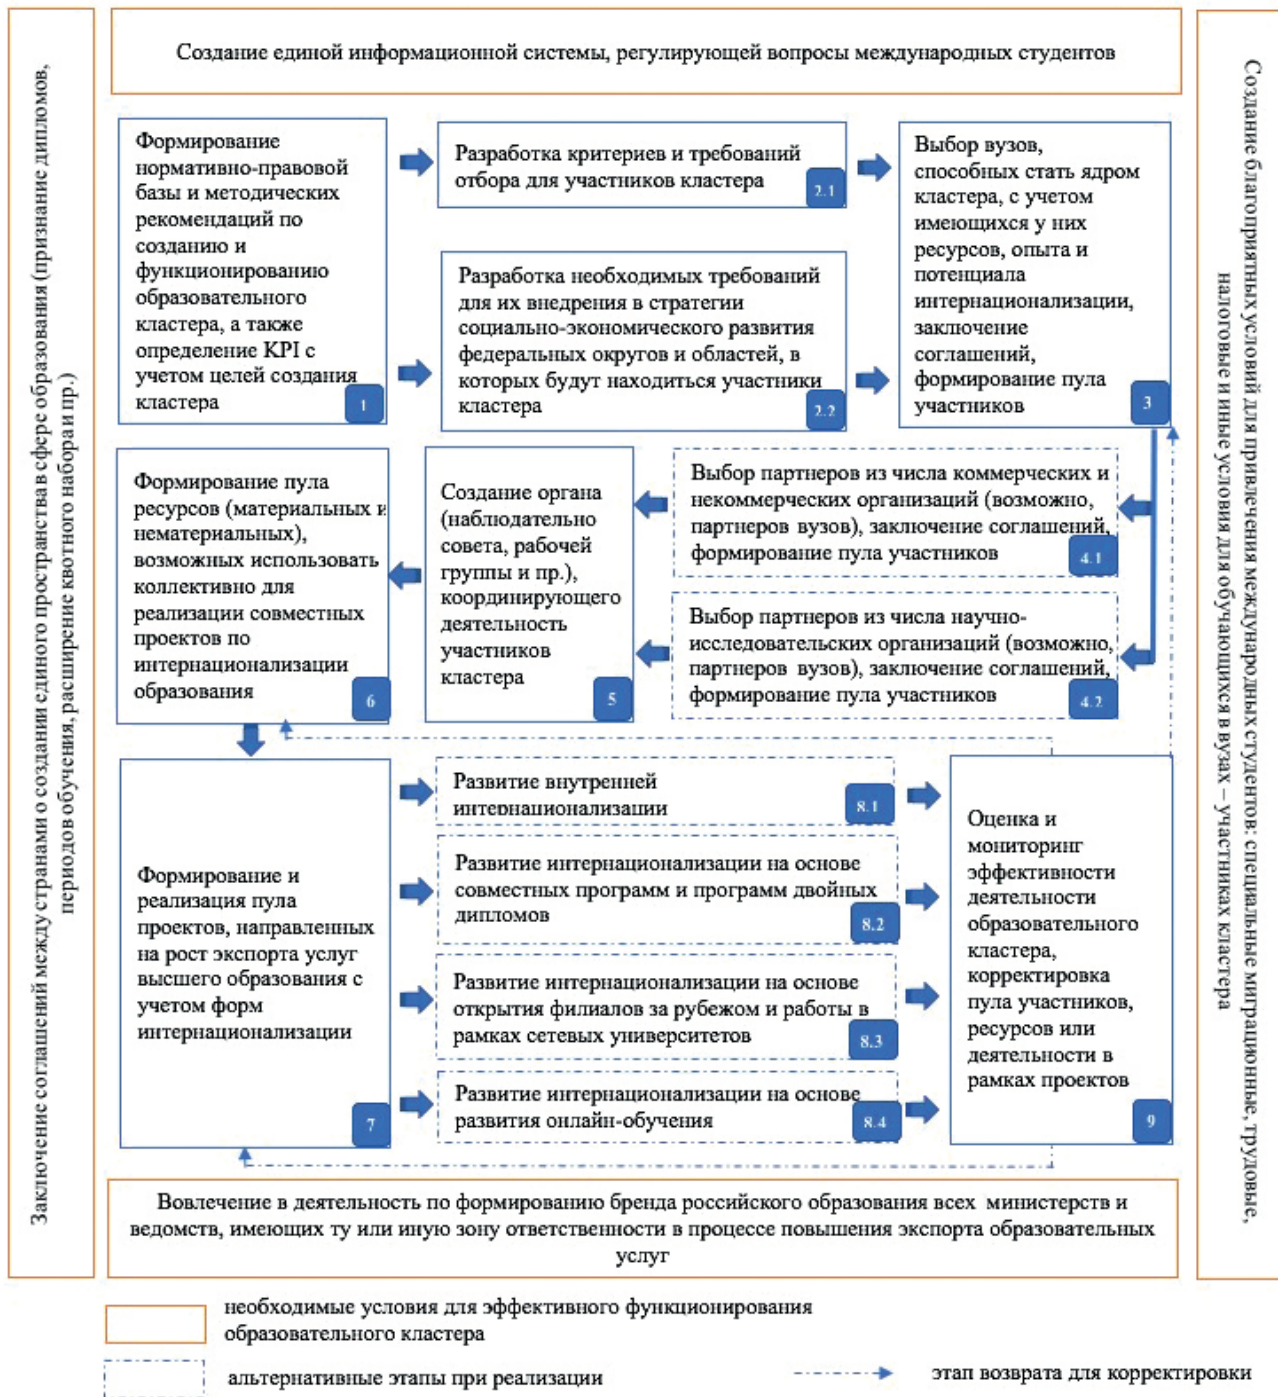 Заключение соглашений между странами о создании единого пространства в сфере образования (признание дипломов,
периодов обучения, расширение квотного набора и пр.)
Создание единой информационной системы, регулирующей вопросы международных студентов
Формирование
нормативно-правовой
базы и методических
рекомендаций по
созданию и
функционированию
образовательного
кластера, а также
определение KPI с
учетом целей создания
кластера
1
Разработка критериев и требований
отбора для участников кластера
2.1
Разработка необходимых требований
для их внедрения в стратегии
социально-экономического развития
федеральных округов и областей, в
которых будут находиться участники
кластера
2.2
Выбор вузов,
способных стать ядром
кластера, с учетом
имеющихся у них
ресурсов, опыта и
потенциала
интернационализации,
заключение
соглашений,
формирование пула
участников
3
Выбор партнеров из числа коммерческих и
некоммерческих организаций (возможно,
партнеров вузов), заключение соглашений,
формирование пула участников
4.1
Выбор партнеров из числа научно-
исследовательских организаций (возможно,
партнеров вузов), заключение соглашений,
формирование пула участников
4.2
Создание органа
(наблюдательно
совета, рабочей
группы и пр.),
координирующего
деятельность
участников
кластера
5
Формирование пула
ресурсов (материальных и
нематериальных),
возможных использовать
коллективно для
реализации совместных
проектов по
интернационализации
образования
6
Формирование и
реализация пула
проектов, направленных
на рост экспорта услуг
высшего образования с
учетом форм
интернационализации
7
Развитие внутренней
интернационализации
8.1
Развитие интернационализации на основе
совместных программ и программ двойных
дипломов
8.2
Развитие интернационализации на основе
открытия филиалов за рубежом и работы в
рамках сетевых университетов
8.3
Развитие интернационализации на основе
развития онлайн-обучения
8.4
Оценка и
мониторинг
эффективности
деятельности
образовательного
кластера,
корректировка
пула участников,
ресурсов или
деятельности в
рамках проектов
9
Вовлечение в деятельность по формированию бренда российского образования всех министерств и
ведомств, имеющих ту или иную зону ответственности в процессе повышения экспорта образовательных
услуг
Создание благоприятных условий для привлечения международных студентов: специальные миграционные, трудовые,
налоговые и иные условия для обучающихся в вузах – участниках кластера
необходимые условия для эффективного функционирования
образовательного кластера
альтернативные этапы при реализации
этап возврата для корректировки